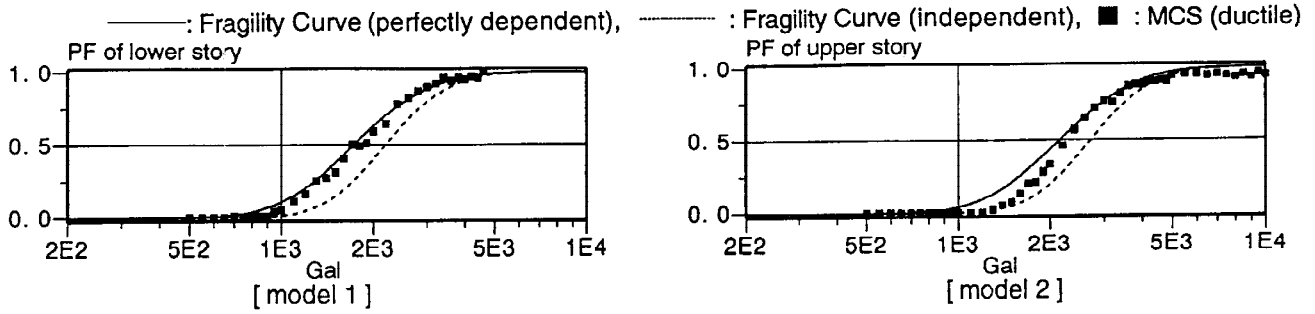 : Fragility Curve (perfectly dependent), : Fragility Curve (independent), ■ : MCS (ductile)
PF of lower story
1. 0
0. 5
0. 0
2E2 5E2 1E3 2E3 5E3 1E4
Gal
[ model 1 ]
PF of upper story
1. 0
0. 5
0. 0
2E2 5E2 1E3 2E3 5E3 1E4
Gal
[ model 2 ]